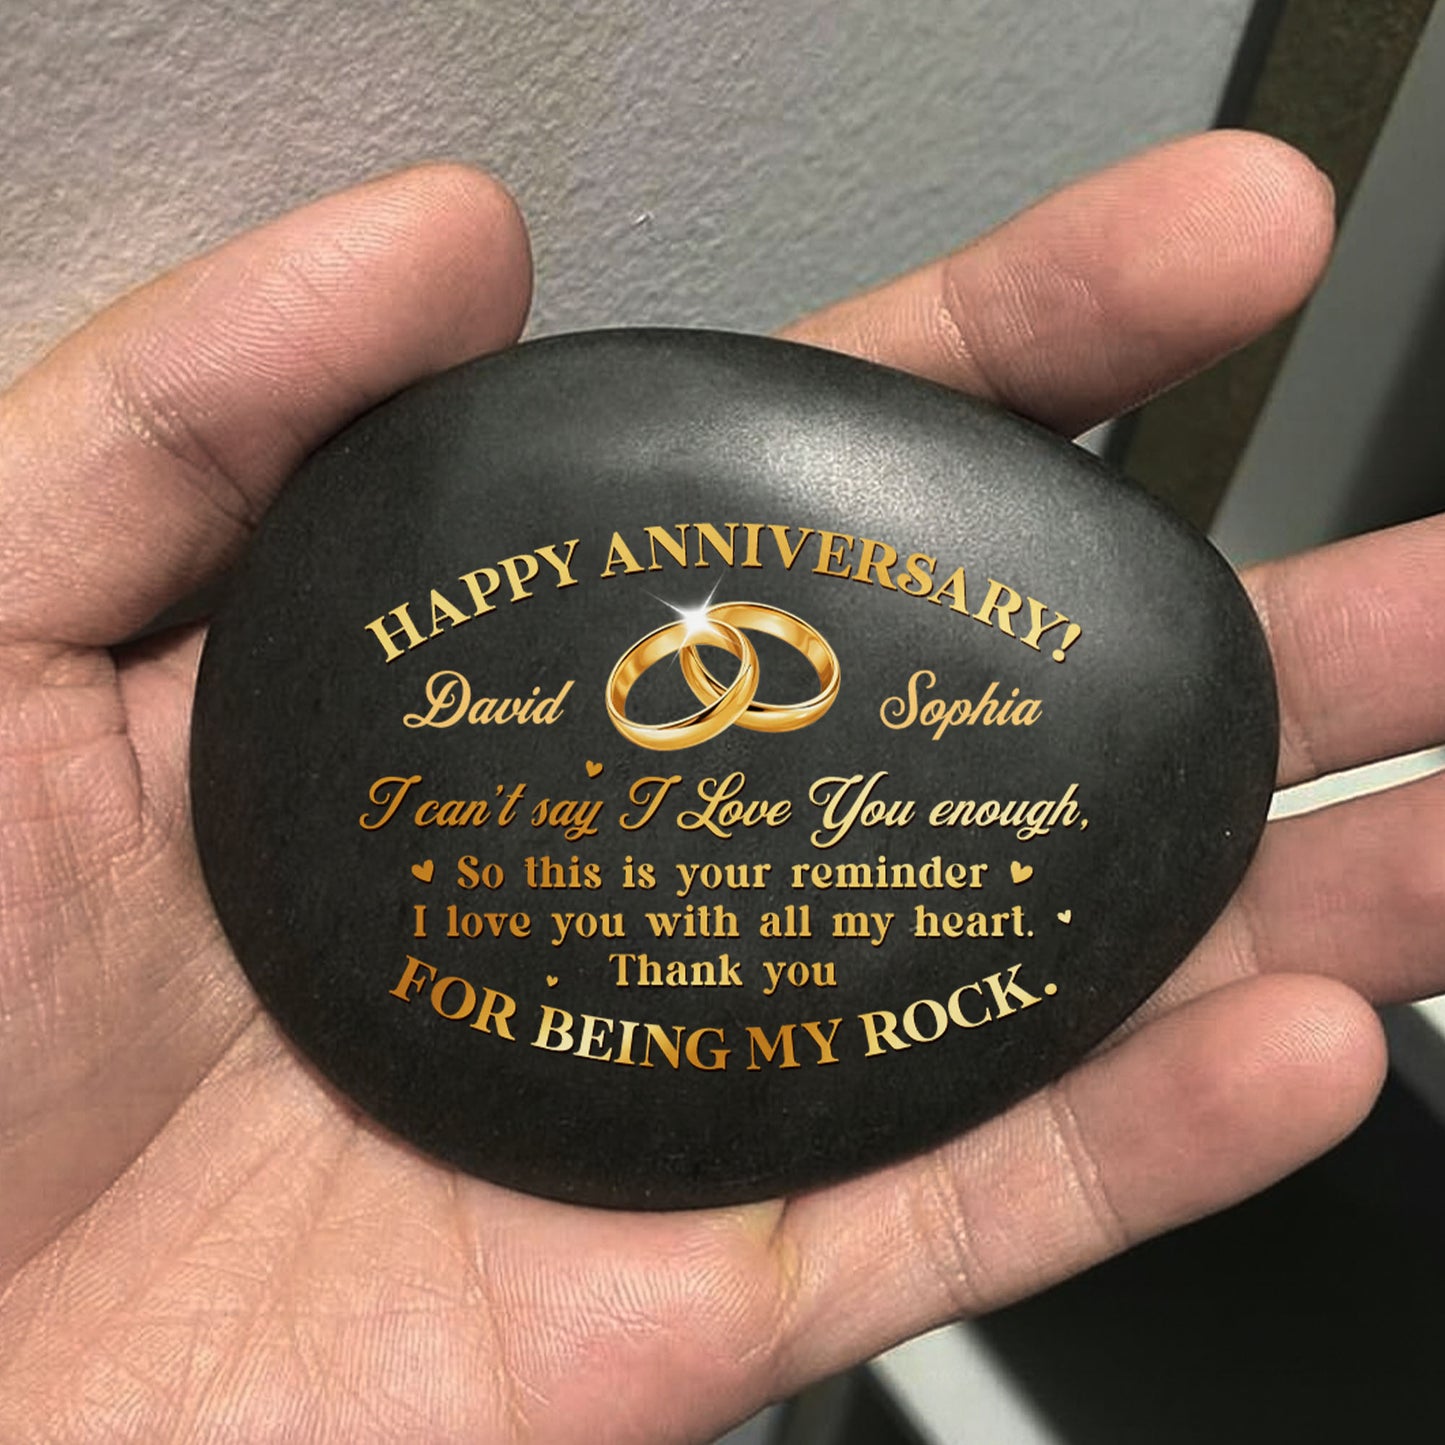 HAPPY ANNIVERSARY!
David Sophia
I can't say I Love You enough,
So this is your reminder
I love you with all my heart.
Thank you
FOR BEING MY ROCK.